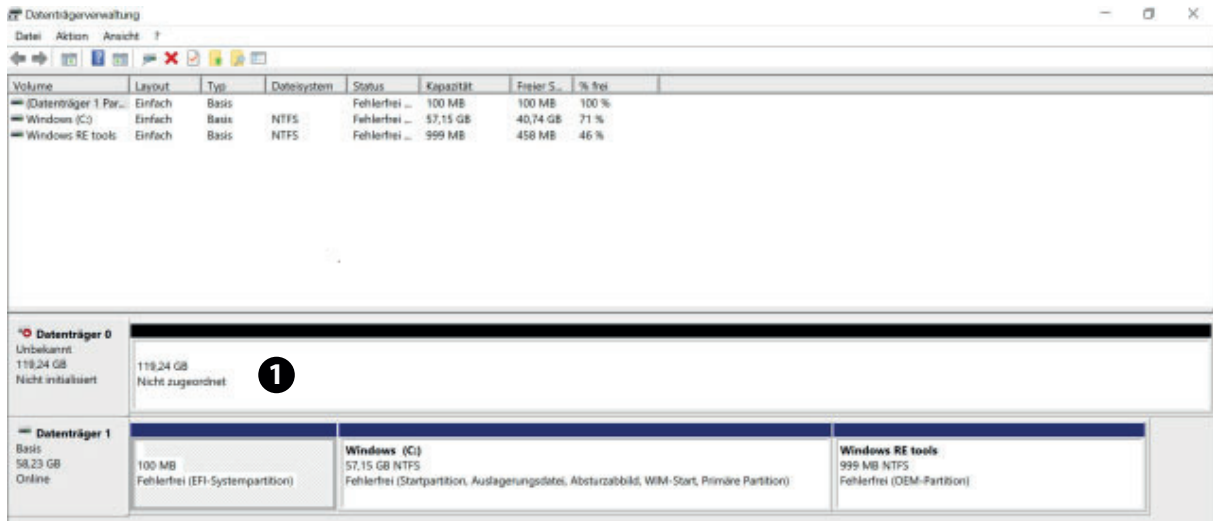 Datenträgerverwaltung
Datei Aktion Ansicht ?
Volume Layout Typ Dateisystem Status Kapazität Freier S... % frei
(Datenträger 1 Par... Einfach Basis Fehlerfrei ... 100 MB 100 MB 100 %
Windows (C:) Einfach Basis NTFS Fehlerfrei ... 57,15 GB 40,74 GB 71 %
Windows RE tools Einfach Basis NTFS Fehlerfrei ... 999 MB 458 MB 46 %
Datenträger 0
Unbekannt
119,24 GB
Nicht initialisiert
119,24 GB
Nicht zugeordnet
1
Datenträger 1
Basis
58,23 GB
Online
100 MB
Fehlerfrei (EFI-Systempartition)
Windows (C:)
57,15 GB NTFS
Fehlerfrei (Startpartition, Auslagerungsdatei, Absturzabbild, WIM-Start, Primäre Partition)
Windows RE tools
999 MB NTFS
Fehlerfrei (OEM-Partition)